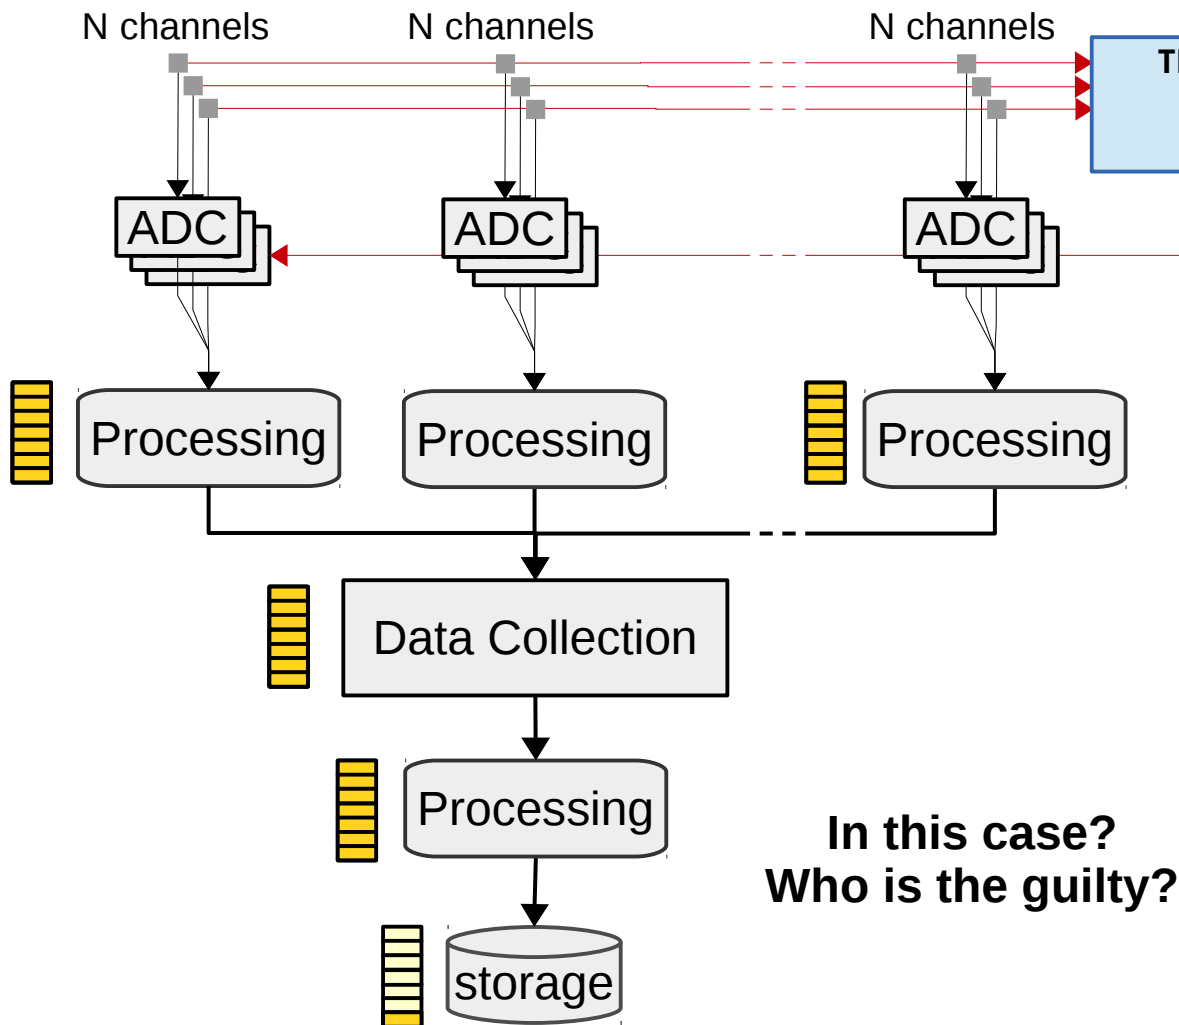 N channels
N channels
N channels
ADC
ADC
ADC
Processing
Processing
Processing
Data Collection
Processing
In this case?
Who is the guilty?
storage